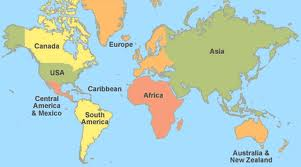 Canada
Europe
Asia
USA
Caribbean
Central
America
& Mexico
Africa
South
America
Australia &
New Zealand